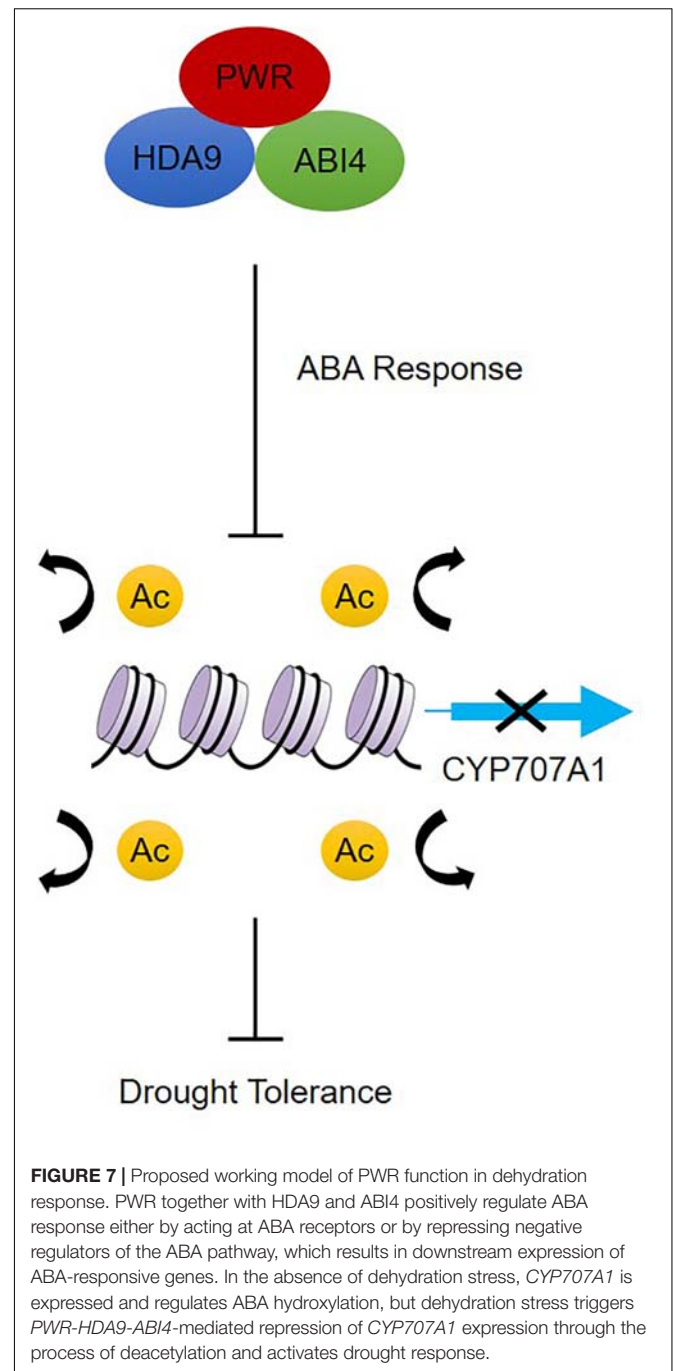 PWR
HDA9
ABI4
ABA Response
Ac
Ac
CYP707A1
Ac
Ac
Drought Tolerance
FIGURE 7 | Proposed working model of PWR function in dehydration
response. PWR together with HDA9 and ABI4 positively regulate ABA
response either by acting at ABA receptors or by repressing negative
regulators of the ABA pathway, which results in downstream expression of
ABA-responsive genes. In the absence of dehydration stress, CYP707A1 is
expressed and regulates ABA hydroxylation, but dehydration stress triggers
PWR-HDA9-ABI4-mediated repression of CYP707A1 expression through the
process of deacetylation and activates drought response.